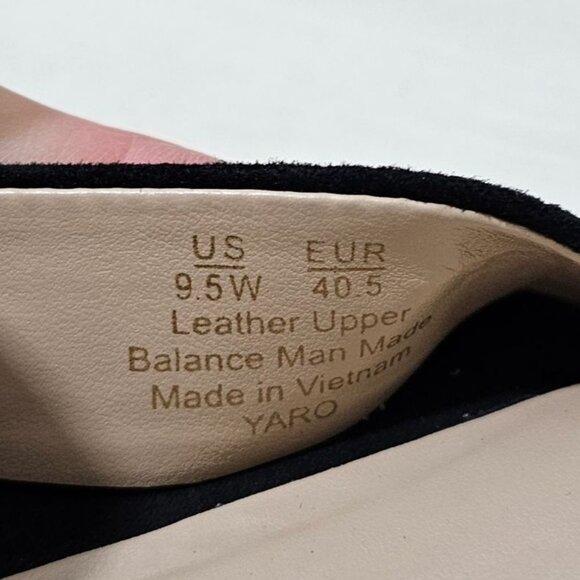 US EUR
9.5W 40.5
Leather Upper
Balance Man Made
Made in Vietnam
YARO